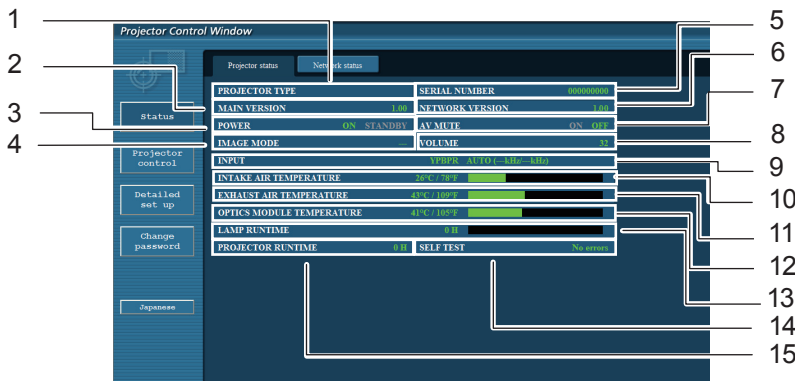 Projector Control Window
Projector status
Network status
PROJECTOR TYPE
SERIAL NUMBER 000000000
MAIN VERSION 1.00
NETWORK VERSION 1.00
POWER ON STANDBY
AV MUTE ON OFF
IMAGE MODE ---
VOLUME 32
INPUT YPBPR AUTO (—kHz/—kHz)
INTAKE AIR TEMPERATURE 26°C / 78°F
EXHAUST AIR TEMPERATURE 43°C / 109°F
OPTICS MODULE TEMPERATURE 41°C / 105°F
LAMP RUNTIME 0 H
PROJECTOR RUNTIME 0 H
SELF TEST No errors
Status
Projector
control
Detailed
set up
Change
password
Japanese
1
2
3
4
5
6
7
8
9
10
11
12
13
14
15